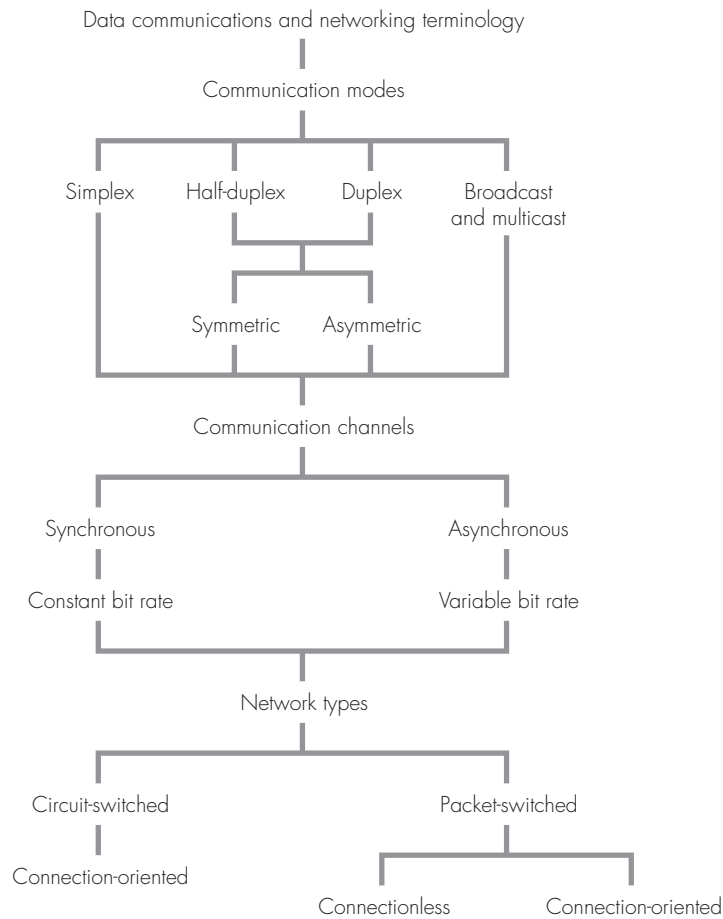 Data communications and networking terminology
Communication modes
Simplex
Half-duplex
Duplex
Broadcast
and multicast
Symmetric
Asymmetric
Communication channels
Synchronous
Asynchronous
Constant bit rate
Variable bit rate
Network types
Circuit-switched
Packet-switched
Connection-oriented
Connectionless
Connection-oriented